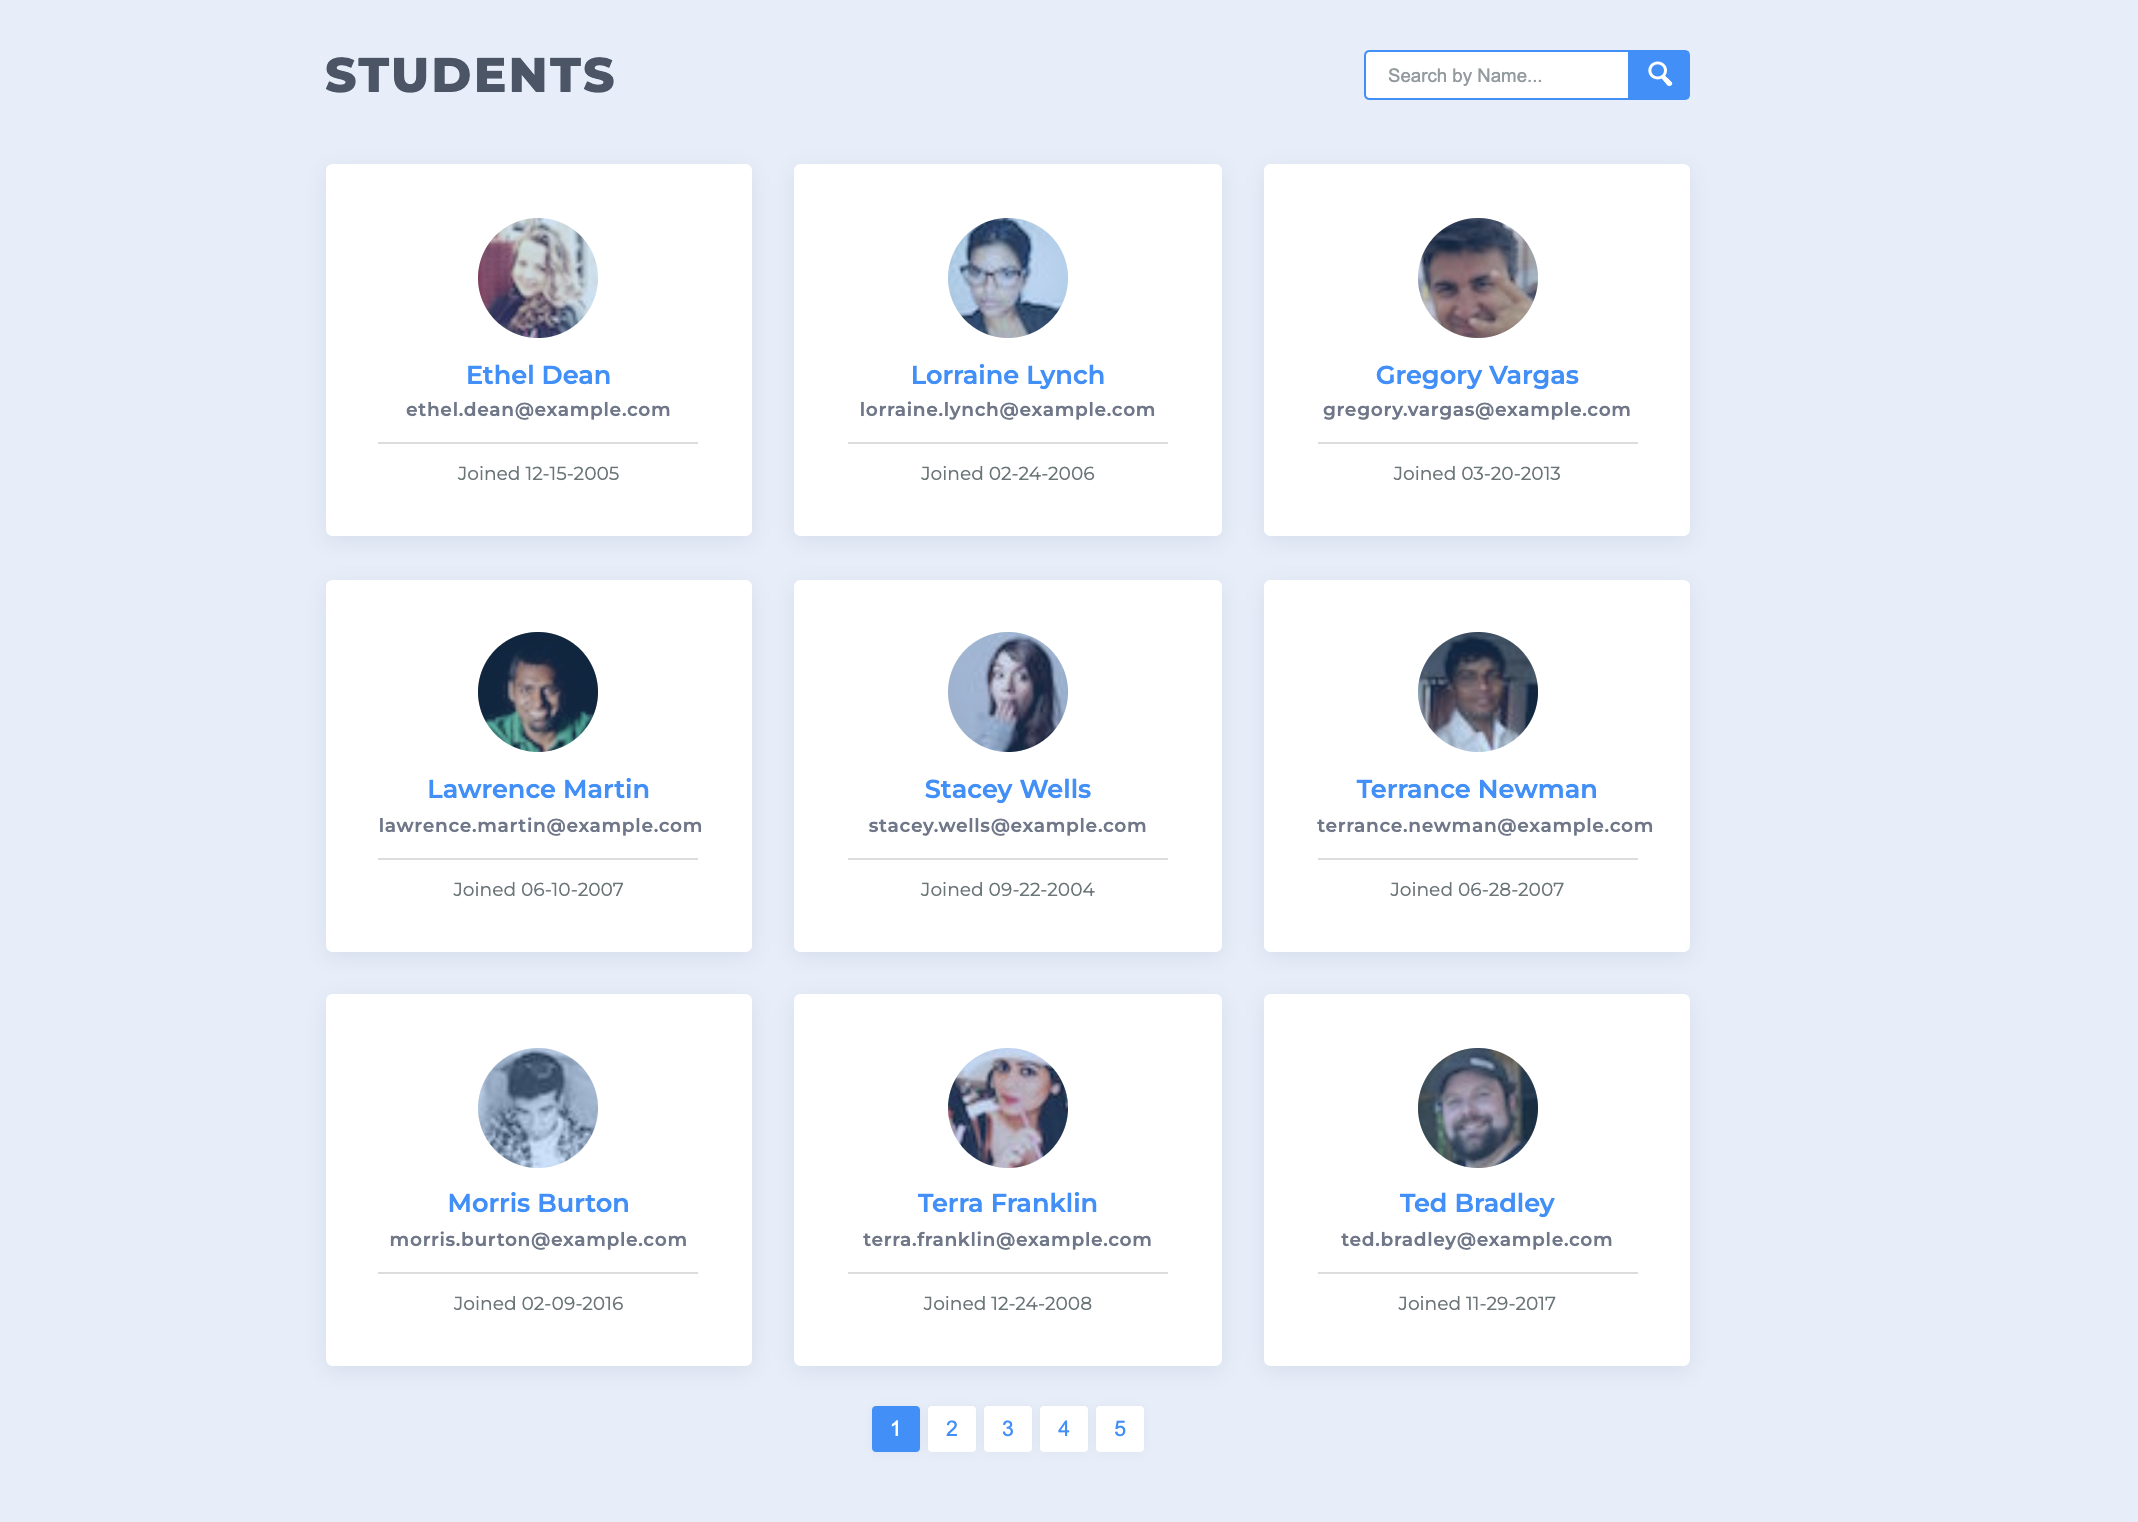 STUDENTS
Search by Name...
Ethel Dean
ethel.dean@example.com
Joined 12-15-2005
Lorraine Lynch
lorraine.lynch@example.com
Joined 02-24-2006
Gregory Vargas
gregory.vargas@example.com
Joined 03-20-2013
Lawrence Martin
lawrence.martin@example.com
Joined 06-10-2007
Stacey Wells
stacey.wells@example.com
Joined 09-22-2004
Terrance Newman
terrance.newman@example.com
Joined 06-28-2007
Morris Burton
morris.burton@example.com
Joined 02-09-2016
Terra Franklin
terra.franklin@example.com
Joined 12-24-2008
Ted Bradley
ted.bradley@example.com
Joined 11-29-2017
1 2 3 4 5